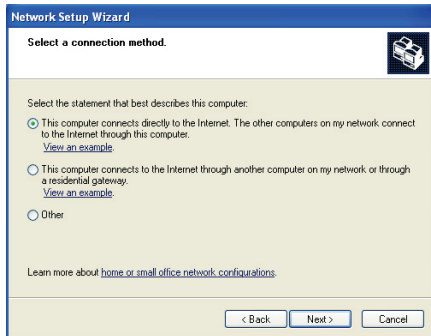 Network Setup Wizard
Select a connection method.
Select the statement that best describes this computer:
This computer connects directly to the Internet. The other computers on my network connect
to the Internet through this computer.
View an example.
This computer connects to the Internet through another computer on my network or through
a residential gateway.
View an example.
Other
Learn more about home or small office network configurations.
< Back Next > Cancel